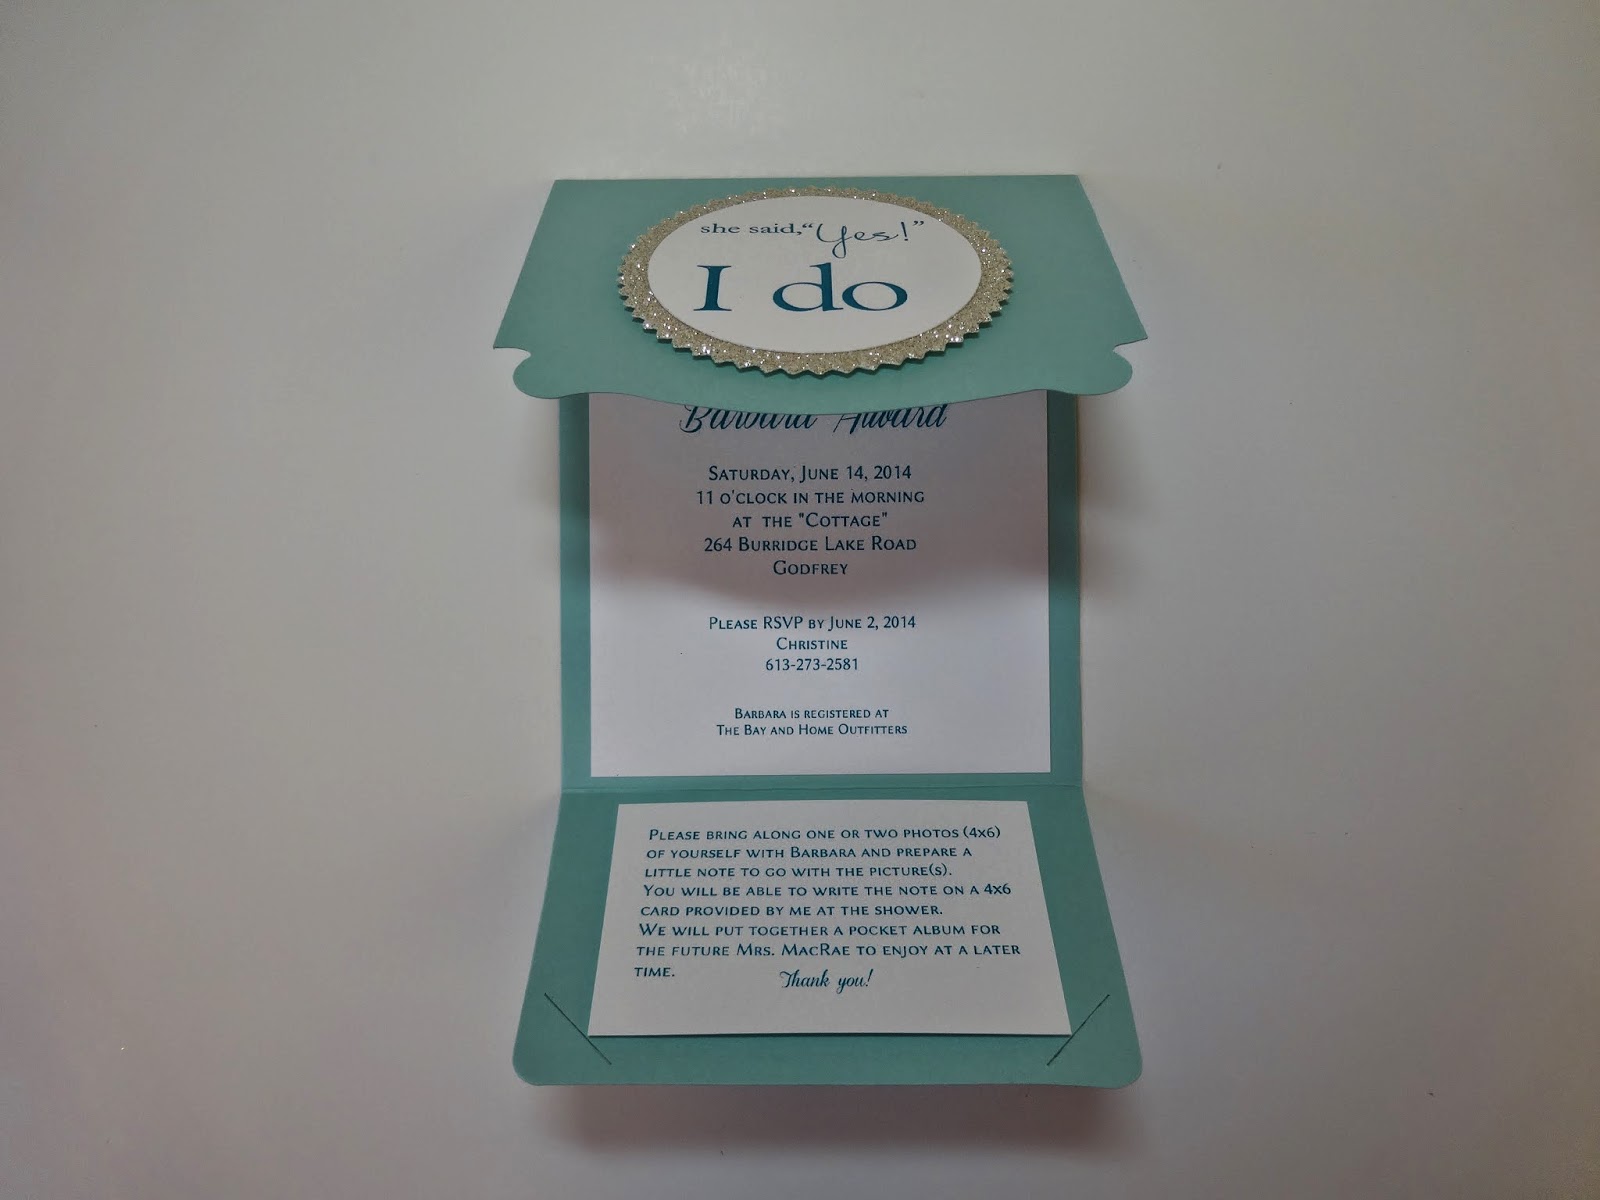 she said,“Yes!”
I do
Barbara Award
Saturday, June 14, 2014
11 o'clock in the morning
at the "Cottage"
264 Burridge Lake Road
Godfrey
Please RSVP by June 2, 2014
Christine
613-273-2581
Barbara is registered at
The Bay and Home Outfitters
Please bring along one or two photos (4x6)
of yourself with Barbara and prepare a
little note to go with the picture(s).
You will be able to write the note on a 4x6
card provided by me at the shower.
We will put together a pocket album for
the future Mrs. MacRae to enjoy at a later
time.
Thank you!